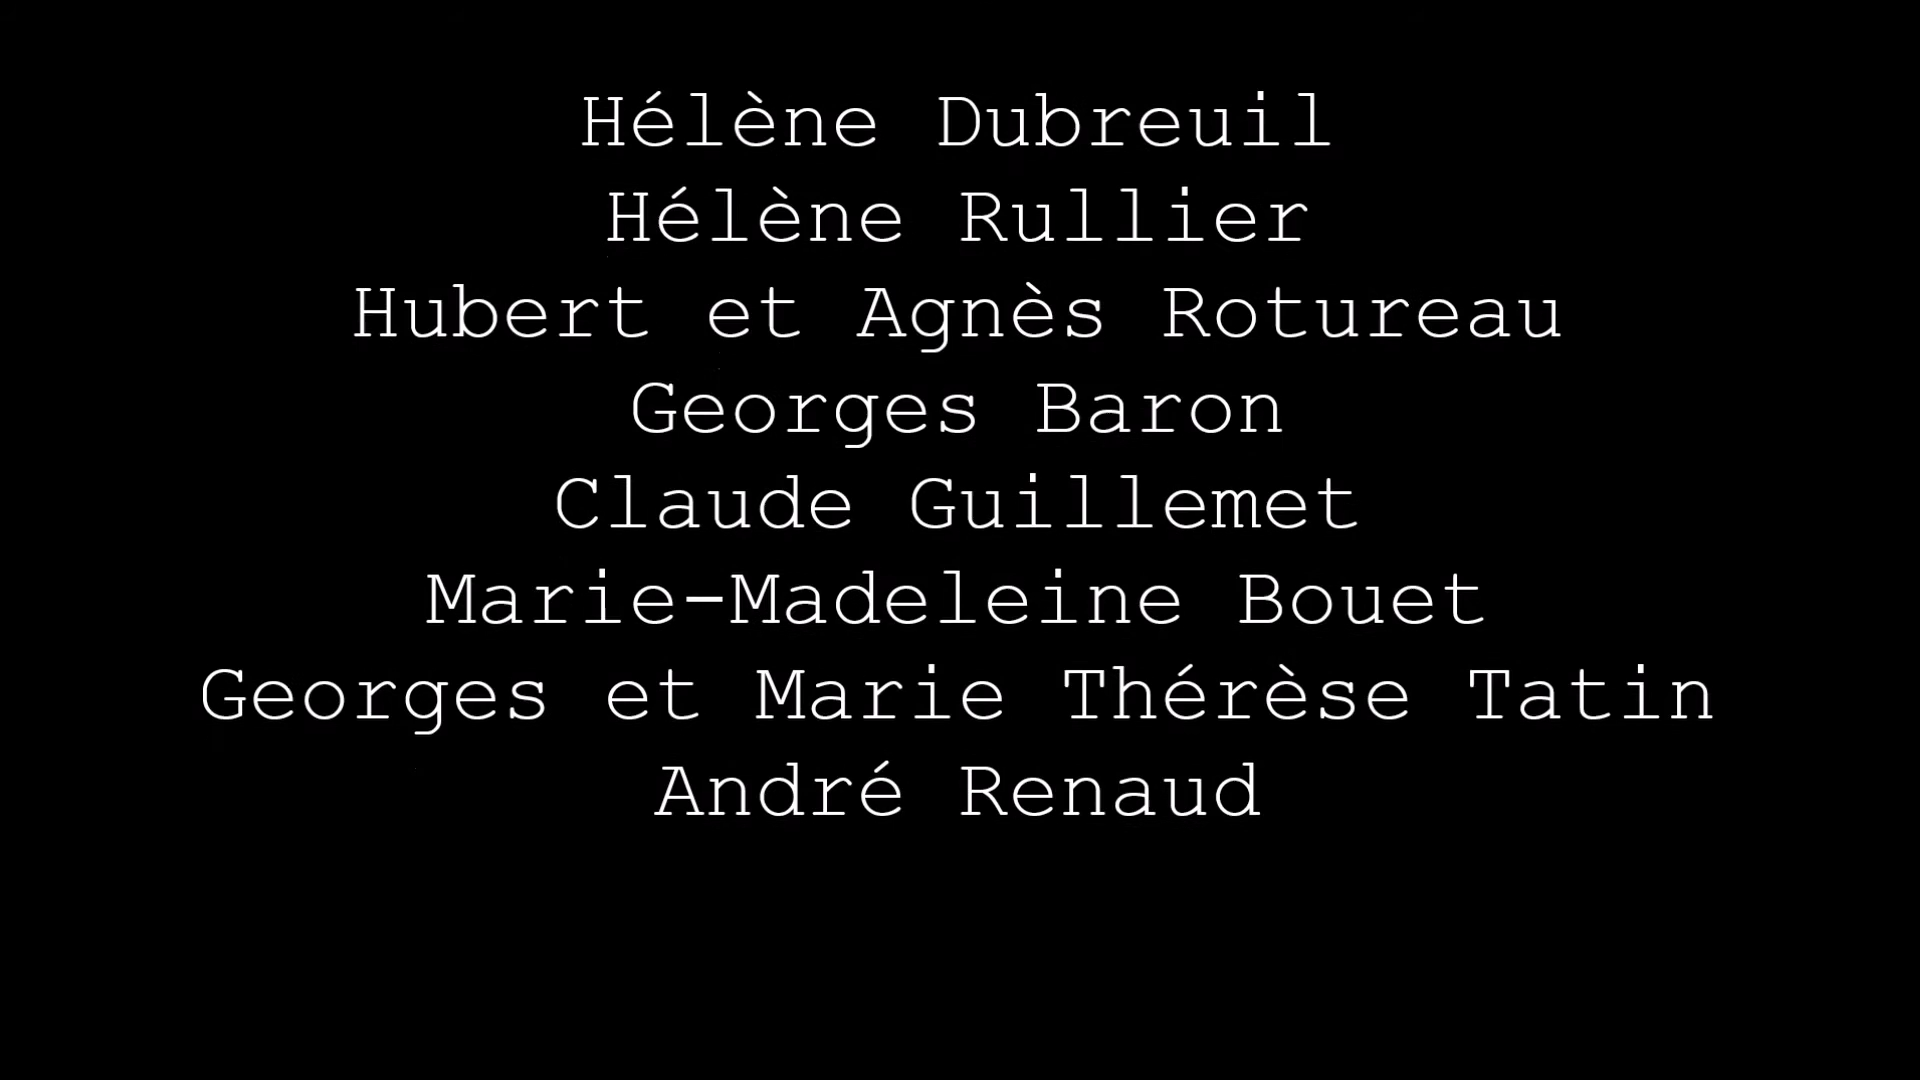 Hélène Dubreuil
Hélène Rullier
Hubert et Agnès Rotureau
Georges Baron
Claude Guillemet
Marie-Madeleine Bouet
Georges et Marie Thérèse Tatin
André Renaud